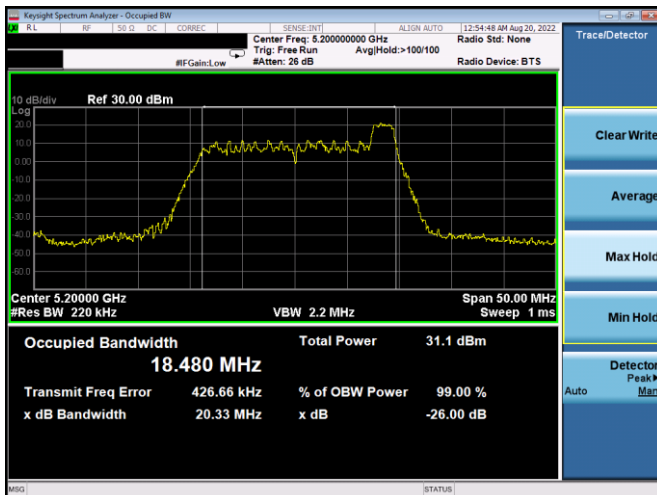 Keysight Spectrum Analyzer - Occupied BW
RL RF 50 Ω DC CORREC SENSE:INT ALIGN AUTO 12:54:48 AM Aug 20, 2022
Center Freq: 5.200000000 GHz Radio Std: None
Trig: Free Run Avg|Hold:>100/100
#IFGain:Low #Atten: 26 dB Radio Device: BTS
Trace/Detector
10 dB/div Ref 30.00 dBm
Log
20.0
10.0
0.00
-10.0
-20.0
-30.0
-40.0
-50.0
-60.0
Center 5.20000 GHz Span 50.00 MHz
#Res BW 220 kHz VBW 2.2 MHz Sweep 1 ms
Occupied Bandwidth Total Power 31.1 dBm
18.480 MHz
Transmit Freq Error 426.66 kHz % of OBW Power 99.00 %
x dB Bandwidth 20.33 MHz x dB -26.00 dB
Clear Write
Average
Max Hold
Min Hold
Detector
Peak
Auto Man
MSG STATUS